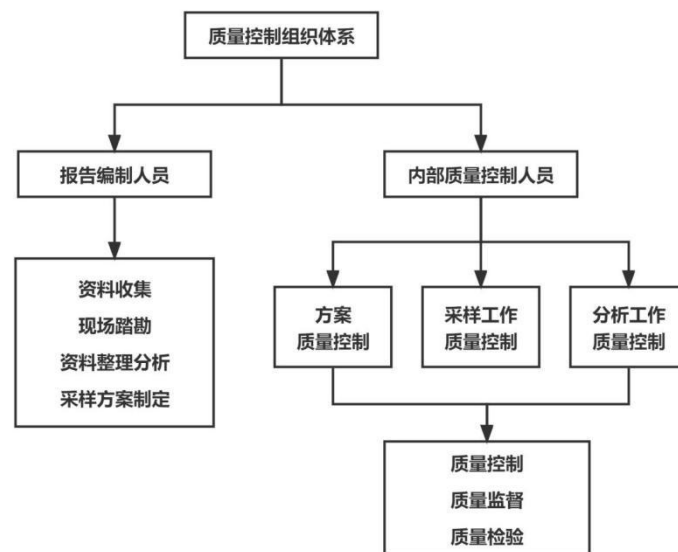 质量控制组织体系
报告编制人员
内部质量控制人员
资料收集
现场踏勘
资料整理分析
采样方案制定
方案
质量控制
采样工作
质量控制
分析工作
质量控制
质量控制
质量监督
质量检验